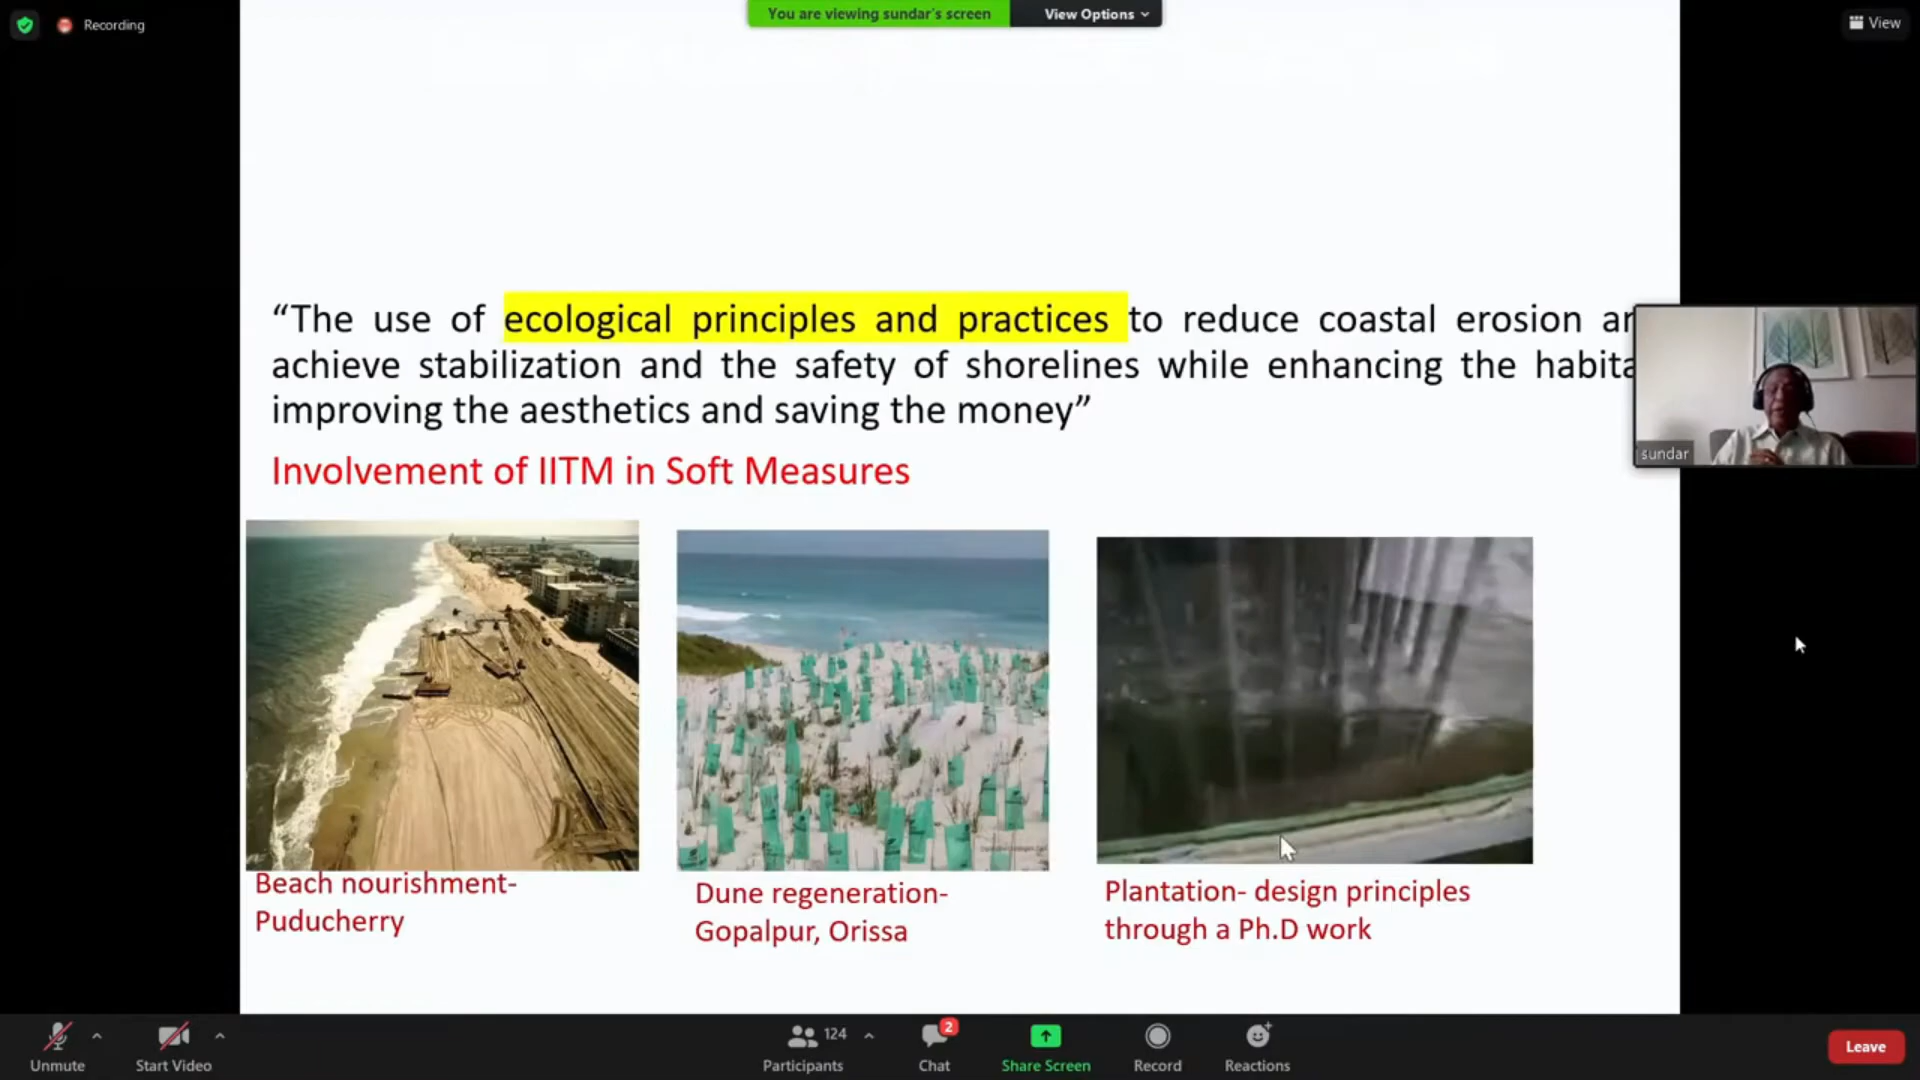 Recording
You are viewing sundar's screen
View Options
View
“The use of ecological principles and practices to reduce coastal erosion
achieve stabilization and the safety of shorelines while enhancing the
improving the aesthetics and saving the money”
Involvement of IITM in Soft Measures
sundar
Beach nourishment-
Puducherry
Dune regeneration-
Gopalpur, Orissa
Plantation- design principles
through a Ph.D work
Unmute
Start Video
124
Participants
2
Chat
Share Screen
Record
Reactions
Leave